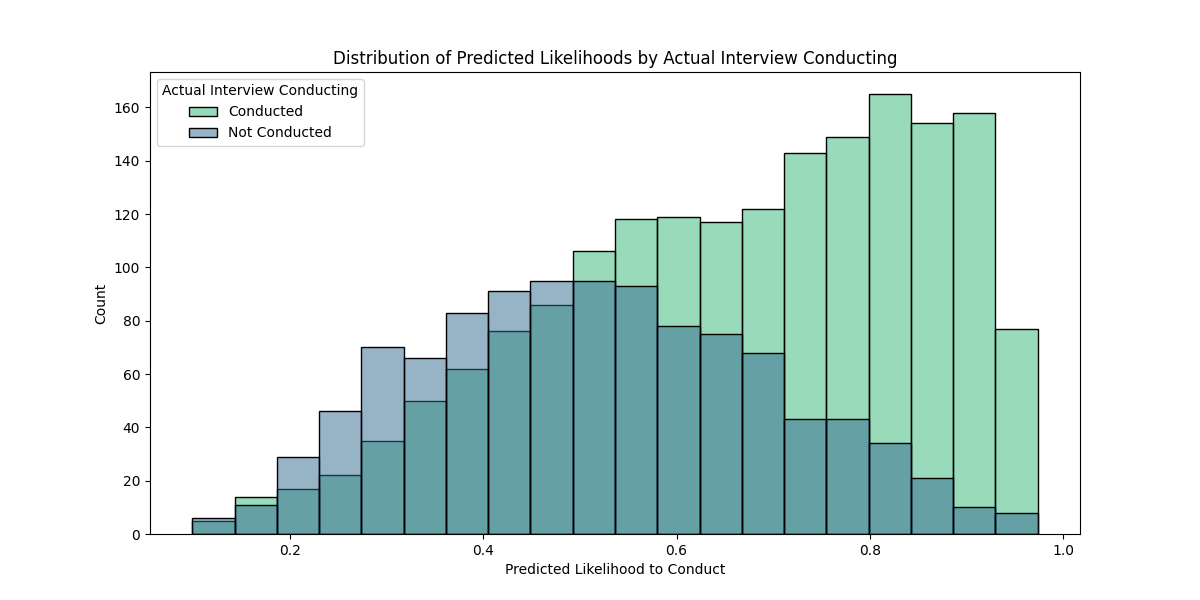 Distribution of Predicted Likelihoods by Actual Interview Conducting
Actual Interview Conducting
Conducted
Not Conducted
160
140
120
100
80
60
40
20
0
Count
0.2 0.4 0.6 0.8 1.0
Predicted Likelihood to Conduct